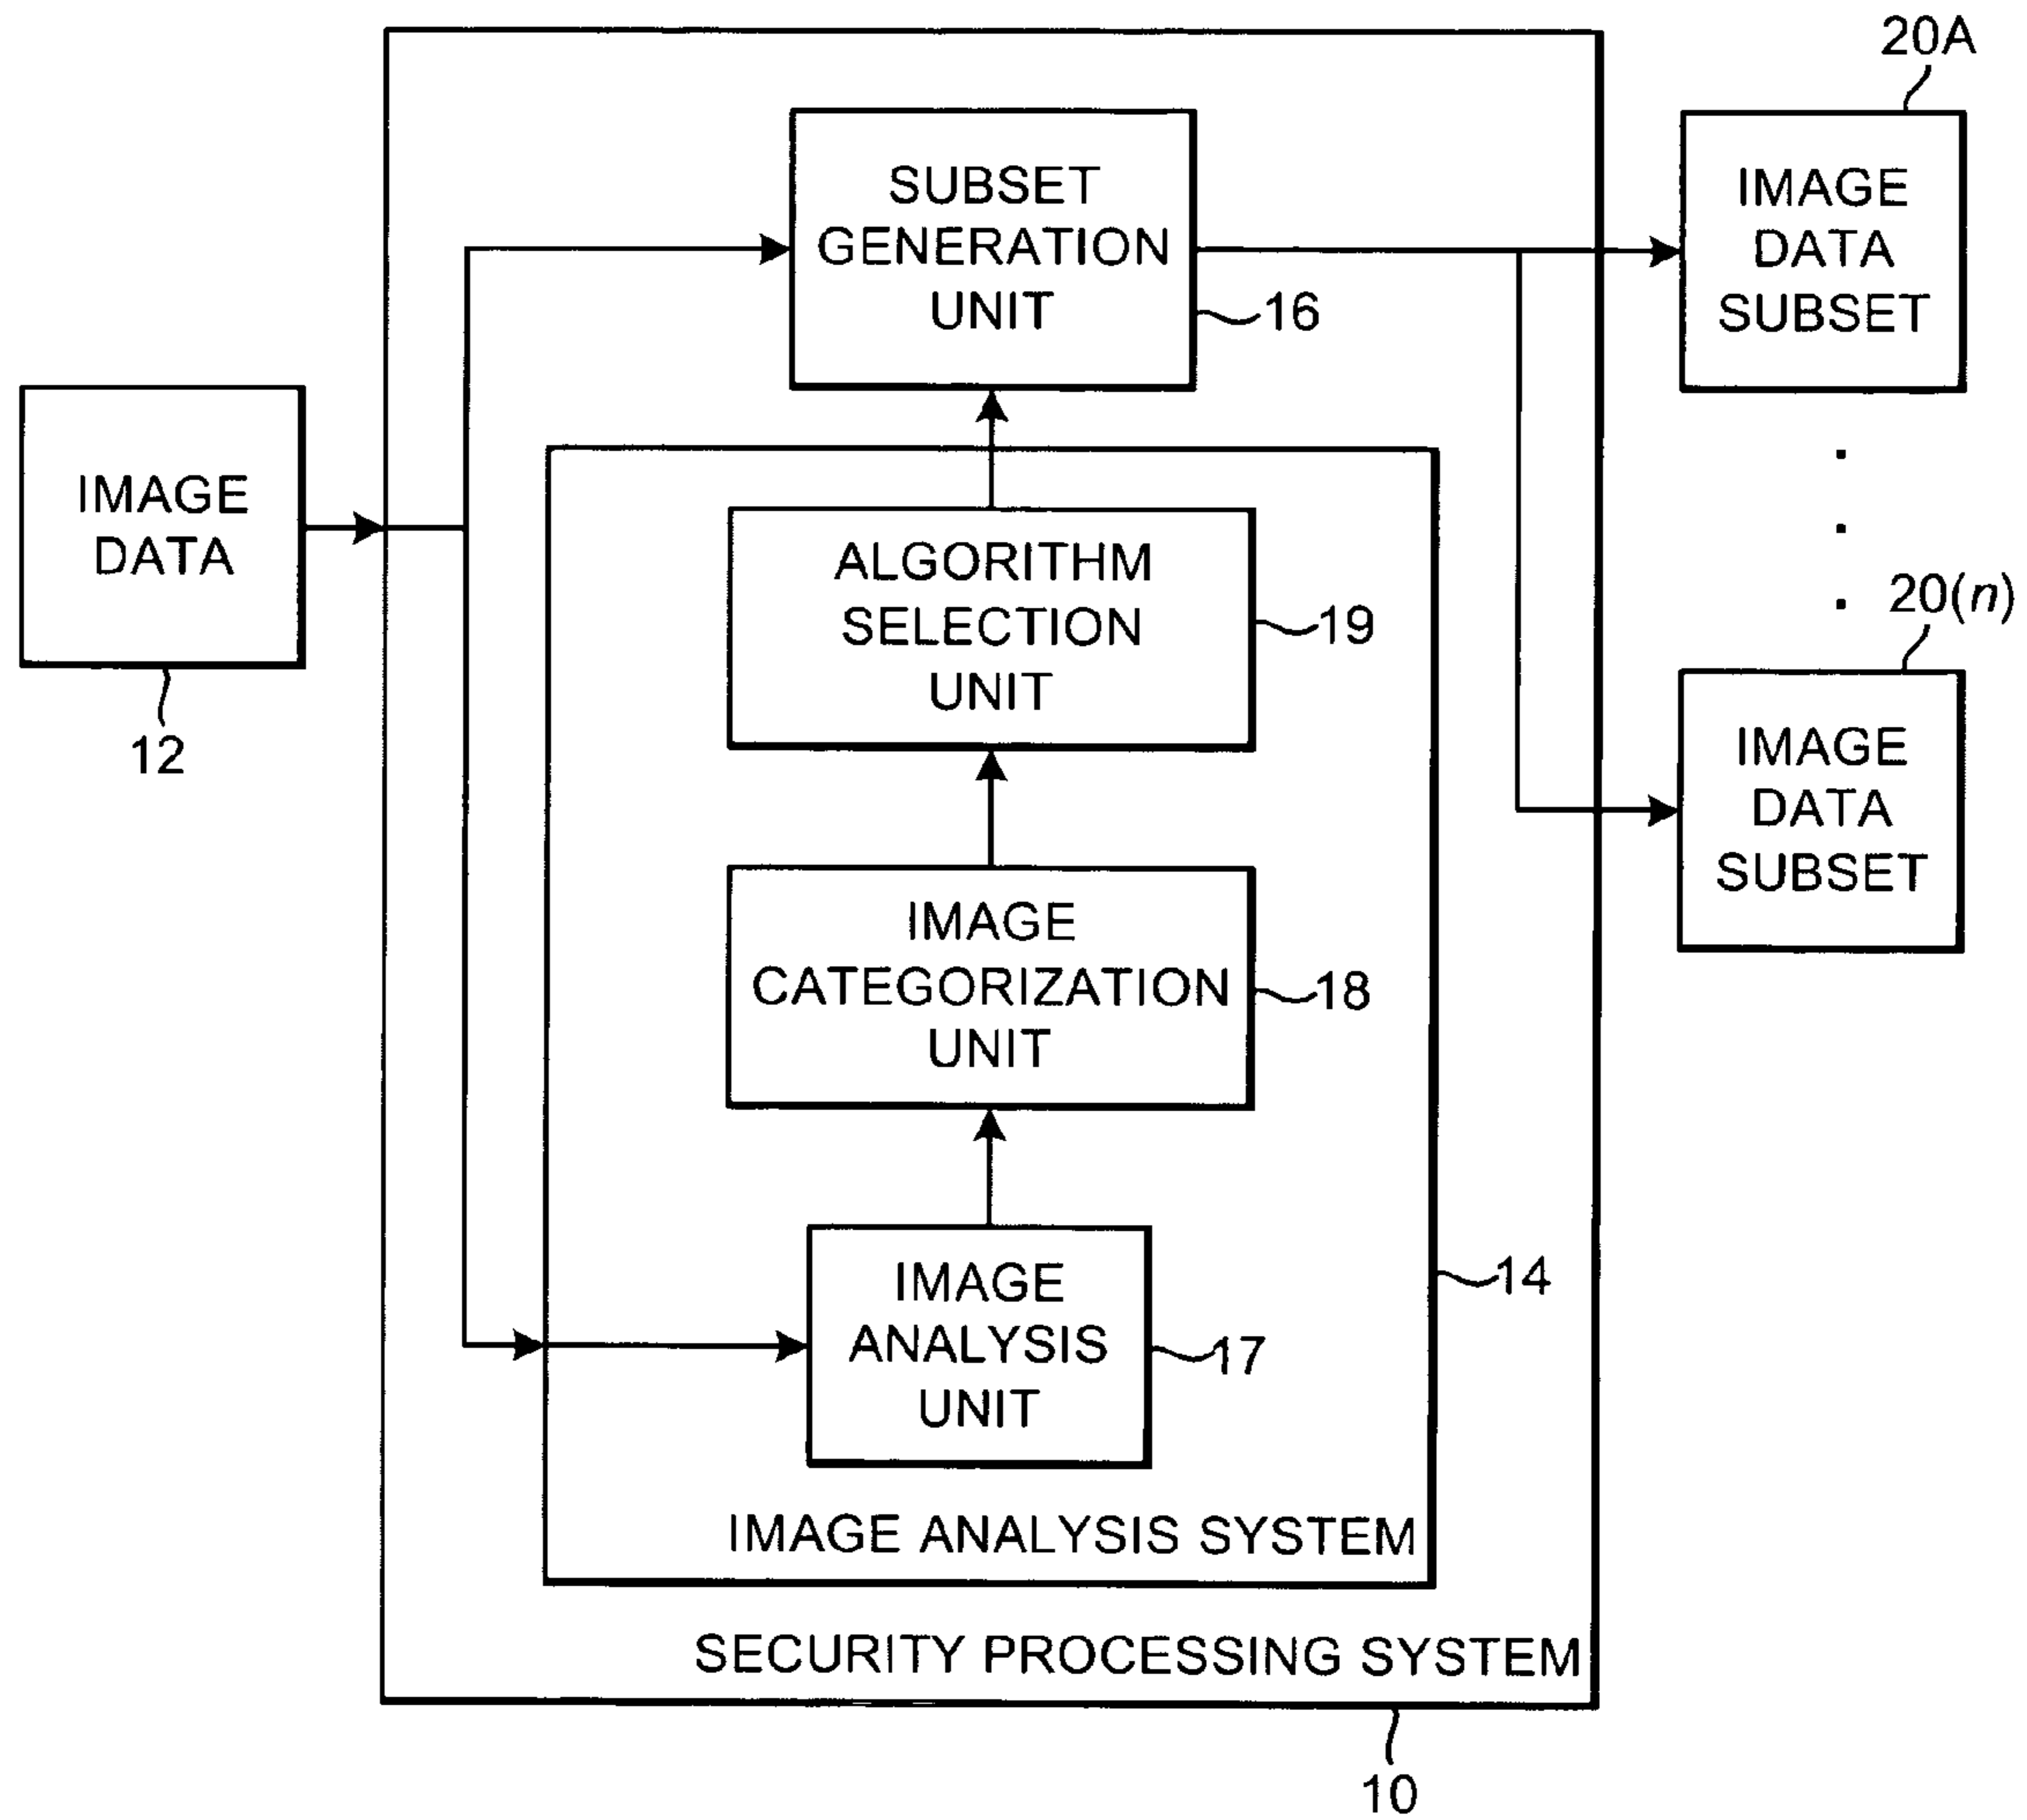 20A
SUBSET
GENERATION
UNIT
16
IMAGE
DATA
SUBSET
IMAGE
DATA
12
ALGORITHM
SELECTION
UNIT
19
20(n)
IMAGE
DATA
SUBSET
IMAGE
CATEGORIZATION
UNIT
18
IMAGE
ANALYSIS
UNIT
17
14
IMAGE ANALYSIS SYSTEM
SECURITY PROCESSING SYSTEM
10